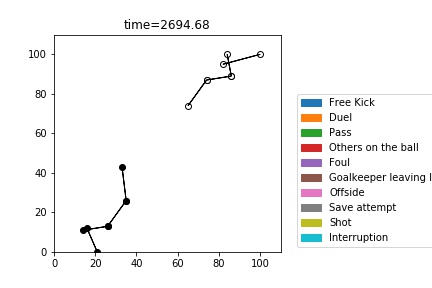 time=2694.68
100
80
60
40
20
0
0 20 40 60 80 100
Free Kick
Duel
Pass
Others on the ball
Foul
Goalkeeper leaving l
Offside
Save attempt
Shot
Interruption